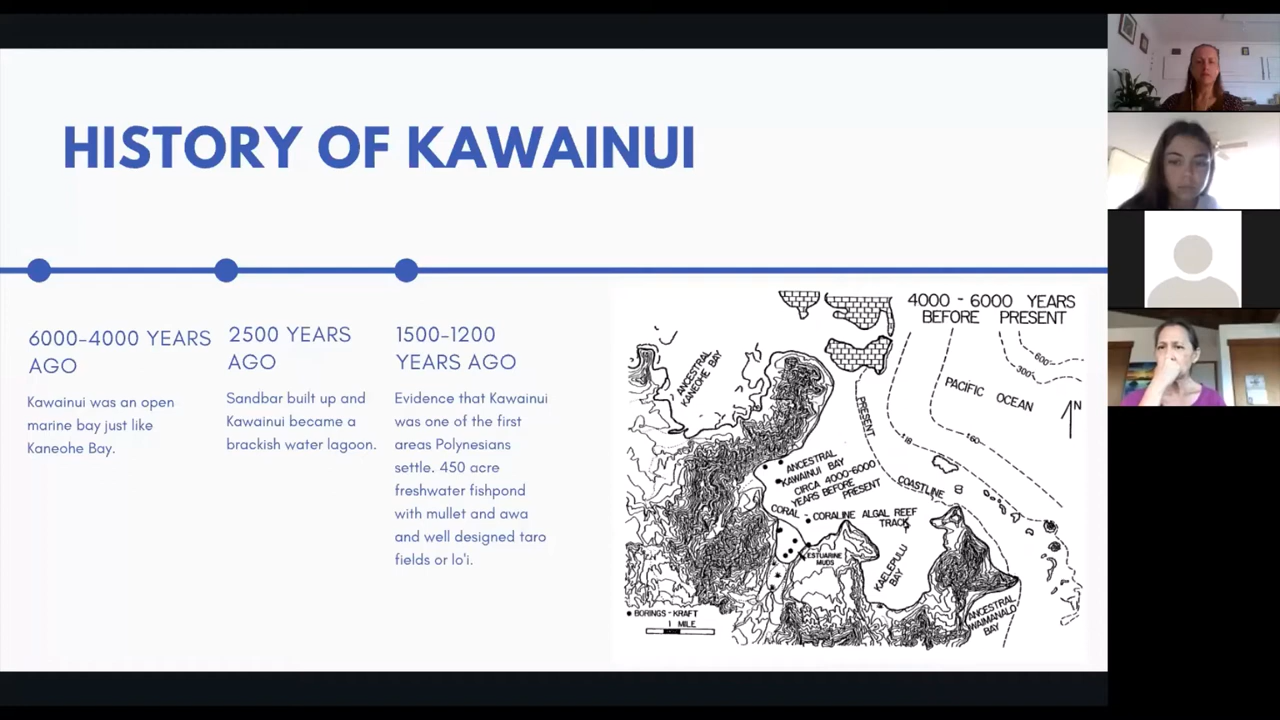 HISTORY OF KAWAINUI
6000-4000 YEARS
AGO
Kawainui was an open
marine bay just like
Kaneohe Bay.
2500 YEARS
AGO
Sandbar built up and
Kawainui became a
brackish water lagoon.
1500-1200
YEARS AGO
Evidence that Kawainui
was one of the first
areas Polynesians
settle. 450 acre
freshwater fishpond
with mullet and awa
and well designed taro
fields or lo'i.
4000 - 6000 YEARS
BEFORE PRESENT
ANCESTRAL
KANEOHE BAY
600'
300'
PACIFIC OCEAN
N
PRESENT
COASTLINE
60
ANCESTRAL
KAWAINUI BAY
CIRCA 4000-6000
YEARS BEFORE
PRESENT
CORAL - CORALINE ALGAL REEF
TRACK
ESTUARINE
MUDS
KAELEPULU
BAY
ANCESTRAL
WAIMANALO
BAY
BORINGS - KRAFT
1 MILE